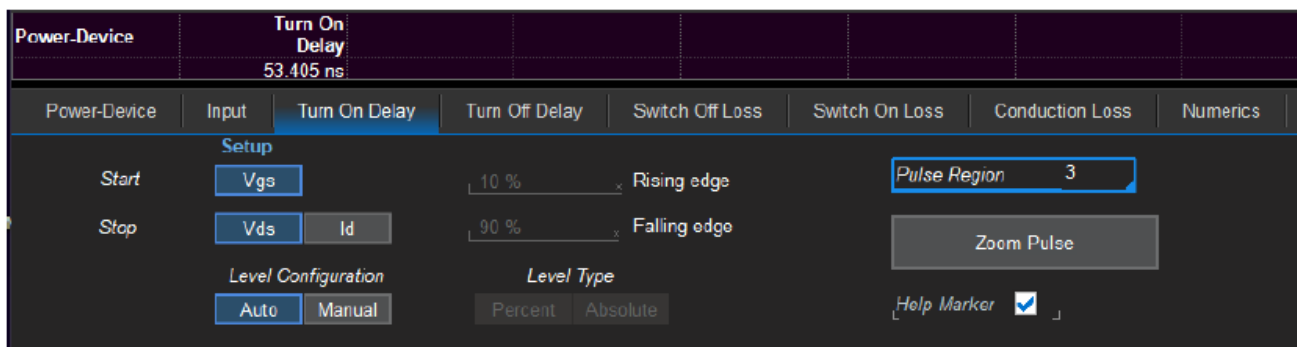 Power-Device Turn On Delay
53.405 ns
Power-Device Input Turn On Delay Turn Off Delay Switch Off Loss Switch On Loss Conduction Loss Numerics
Setup
Start Vgs 10 % x Rising edge Pulse Region 3
Stop Vds Id 90 % x Falling edge
Zoom Pulse
Level Configuration Level Type
Auto Manual Percent Absolute
Help Marker